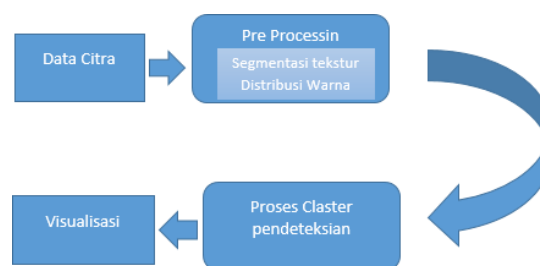 Data Citra
Pre Processin
Segmentasi tekstur
Distribusi Warna
Proses Claster
pendeteksian
Visualisasi